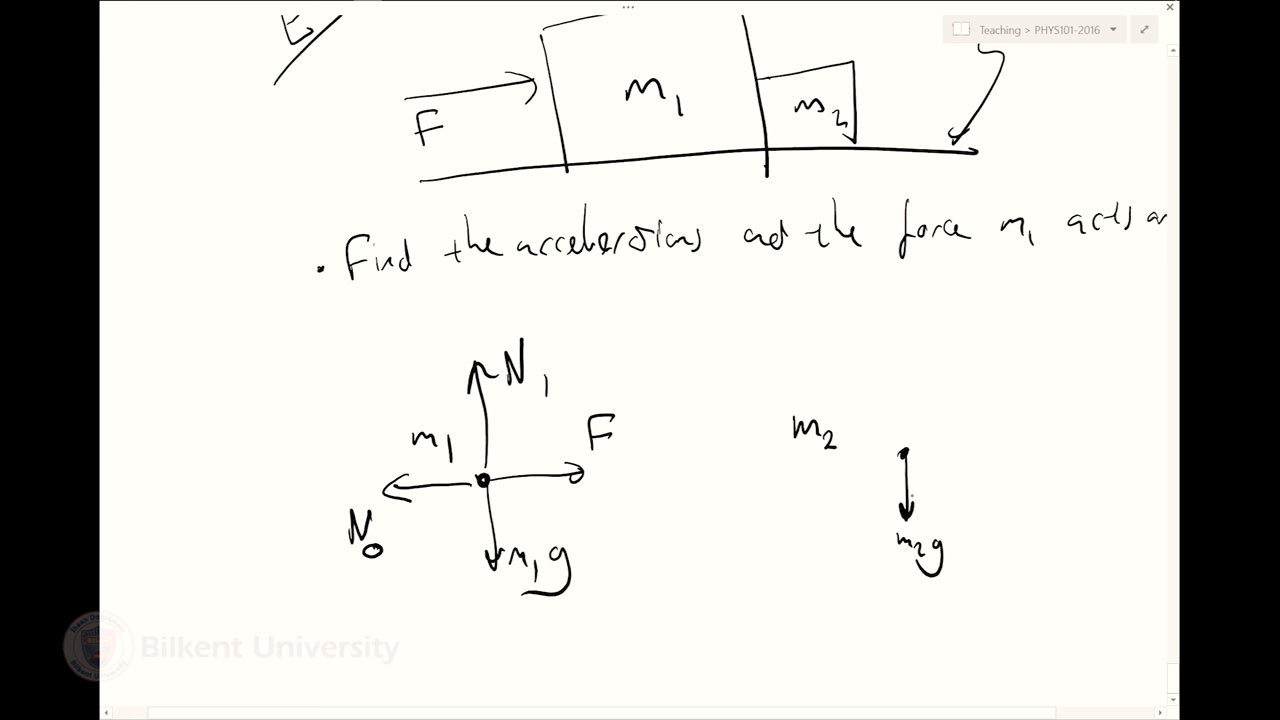 Ex
Teaching > PHYS101-2016
F
m1
m2
. Find the accelerations and the force m1 acts
N1
m1
F
N0
m1g
m2
m2g
Bilkent University